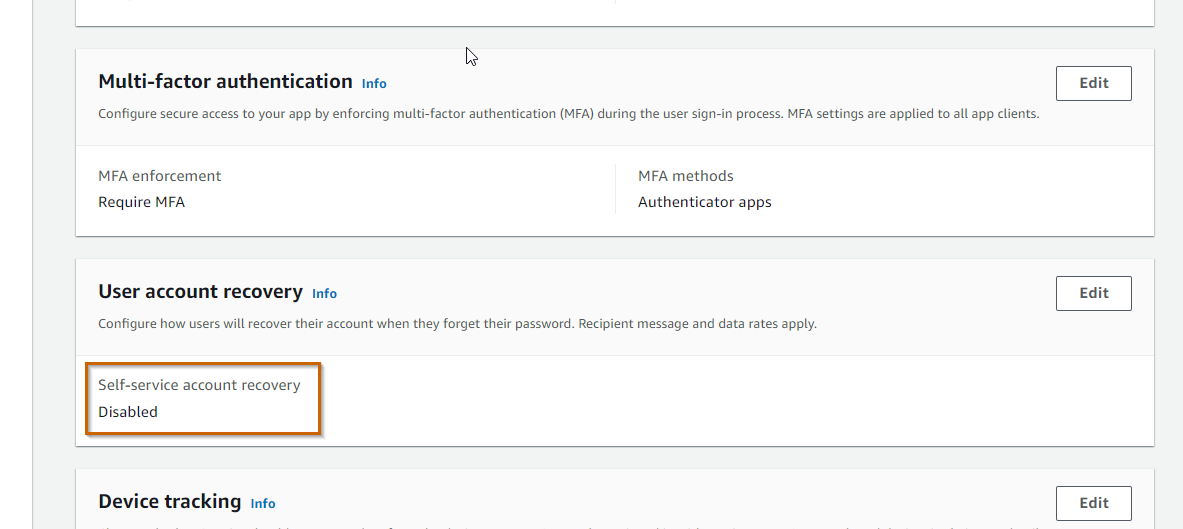 Multi-factor authentication Info
Edit
Configure secure access to your app by enforcing multi-factor authentication (MFA) during the user sign-in process. MFA settings are applied to all app clients.
MFA enforcement
Require MFA
MFA methods
Authenticator apps
User account recovery Info
Edit
Configure how users will recover their account when they forget their password. Recipient message and data rates apply.
Self-service account recovery
Disabled
Device tracking Info
Edit